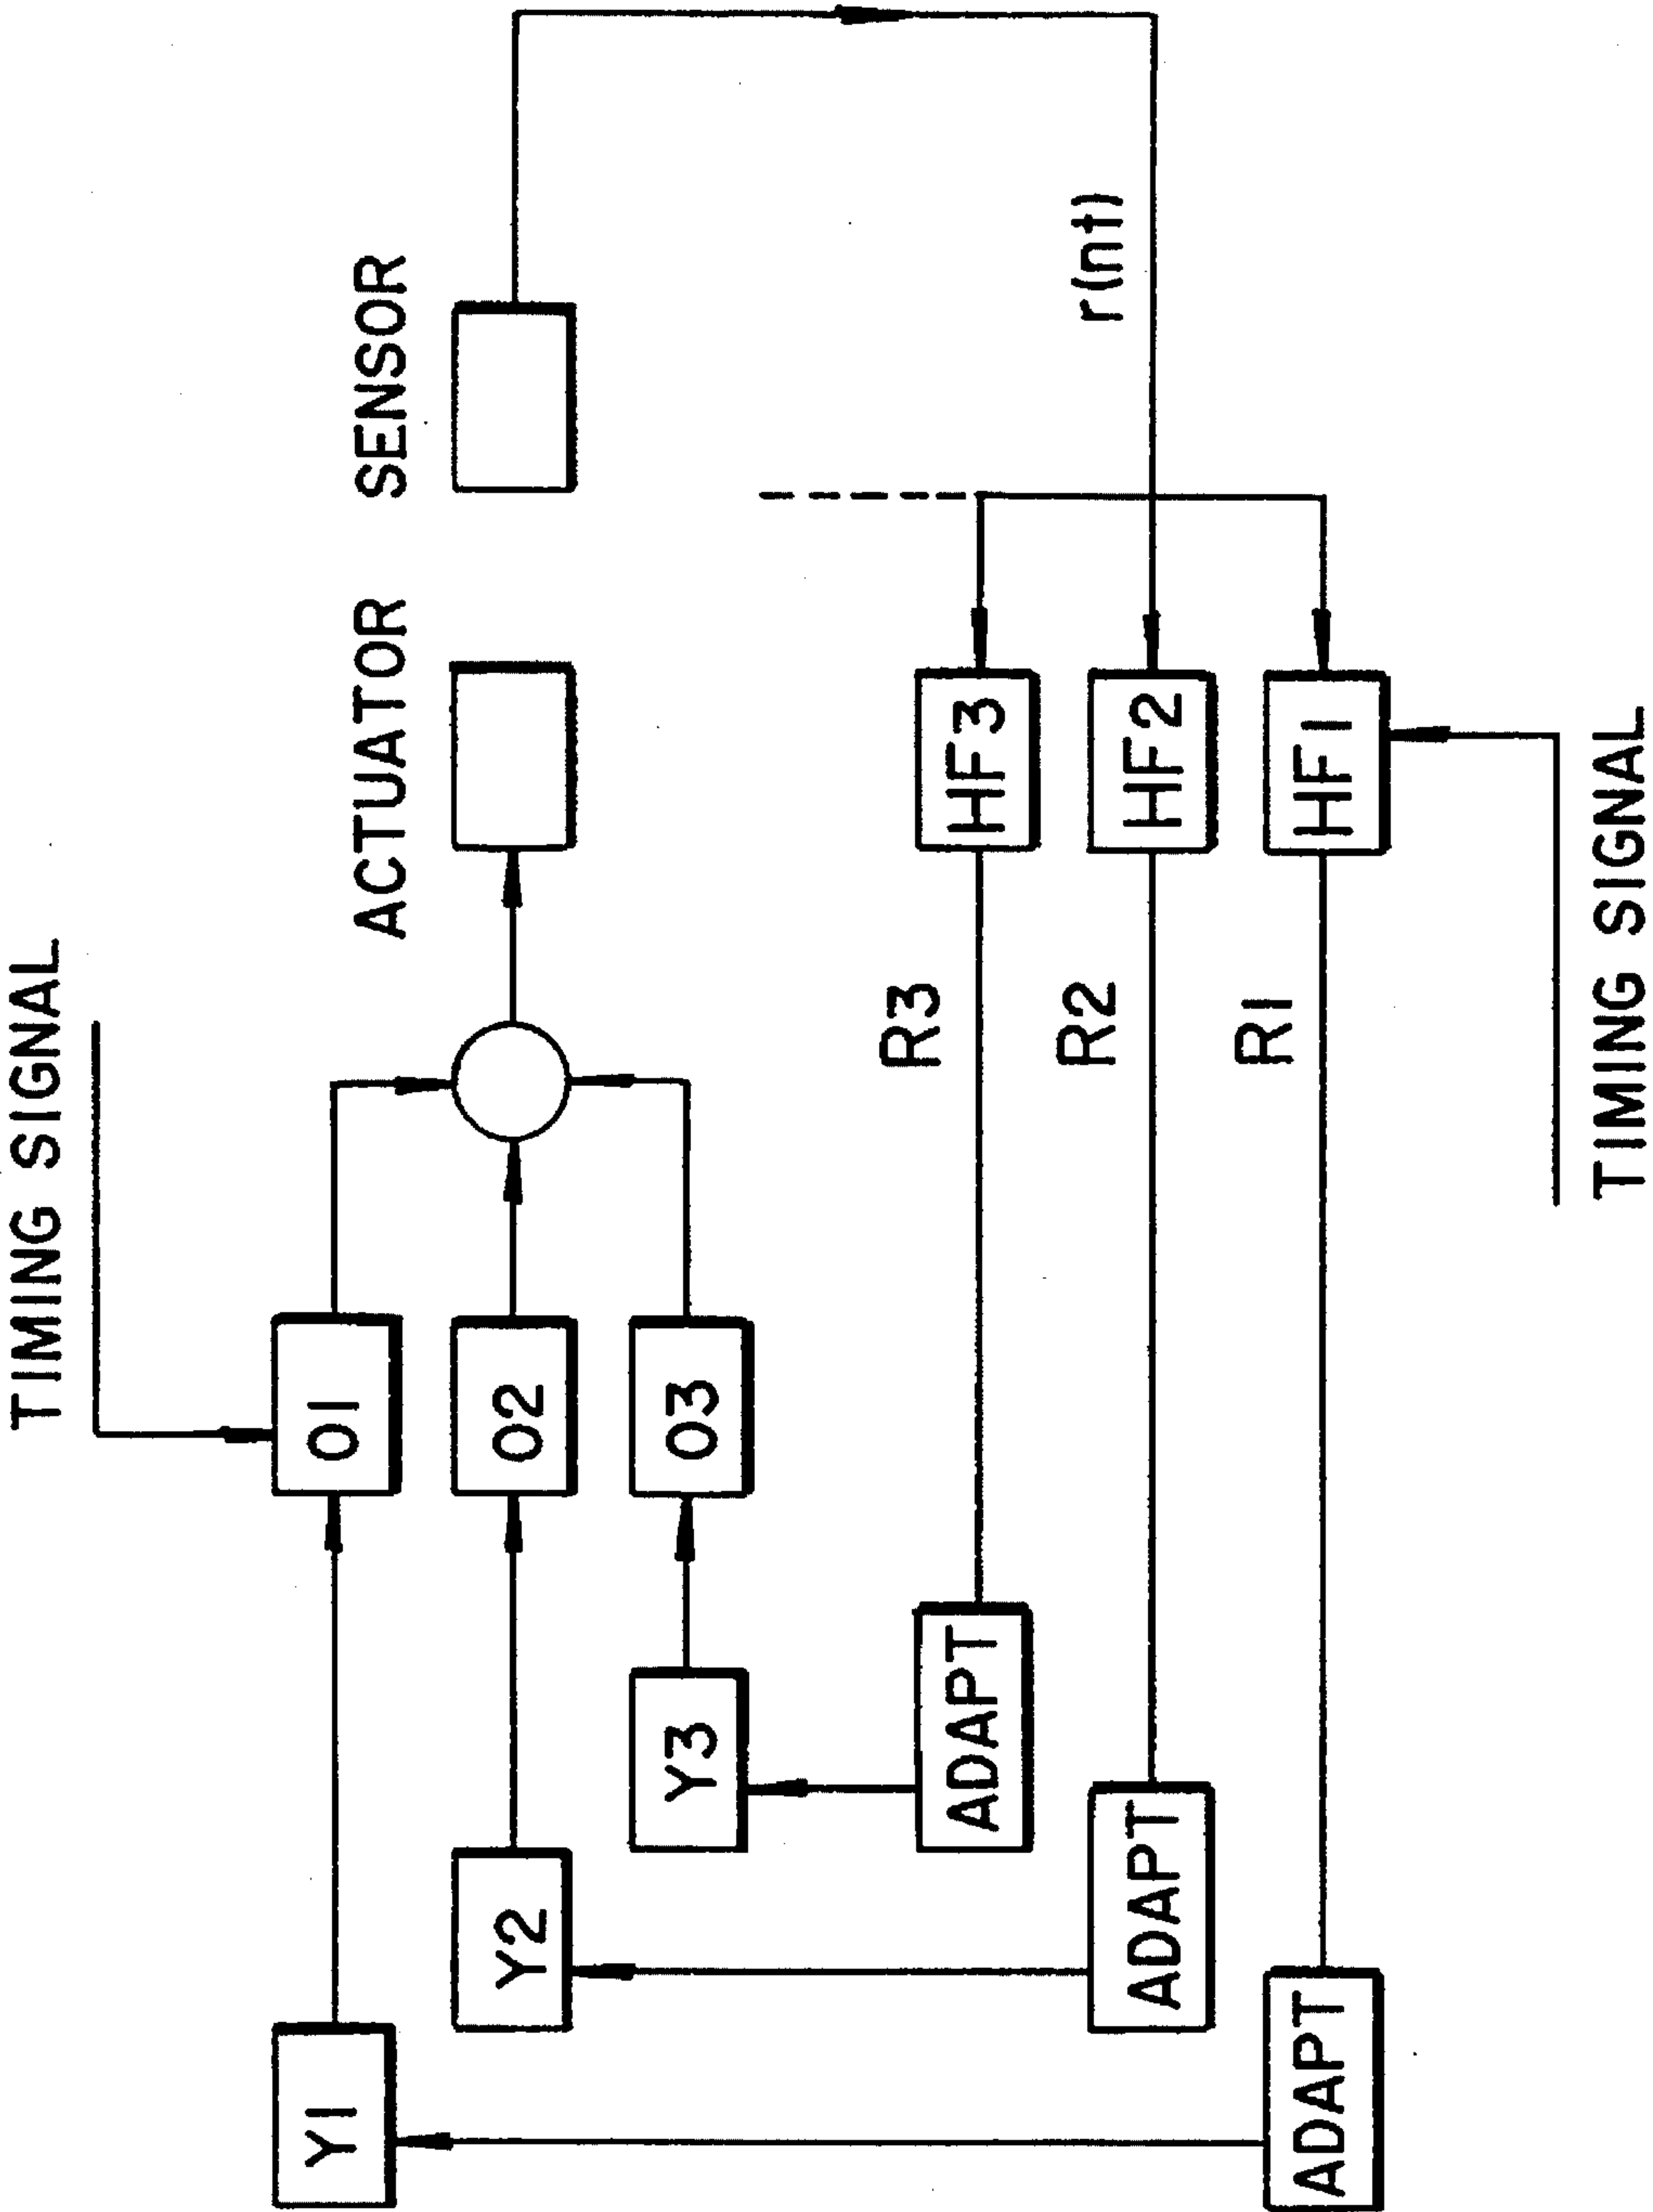 TIMING SIGNAL
ACTUATOR
SENSOR
Y1
O1
Y2
O2
Y3
O3
ADAPT
R3
HF3
r(nt)
ADAPT
R2
HF2
ADAPT
R1
HF1
TIMING SIGNAL